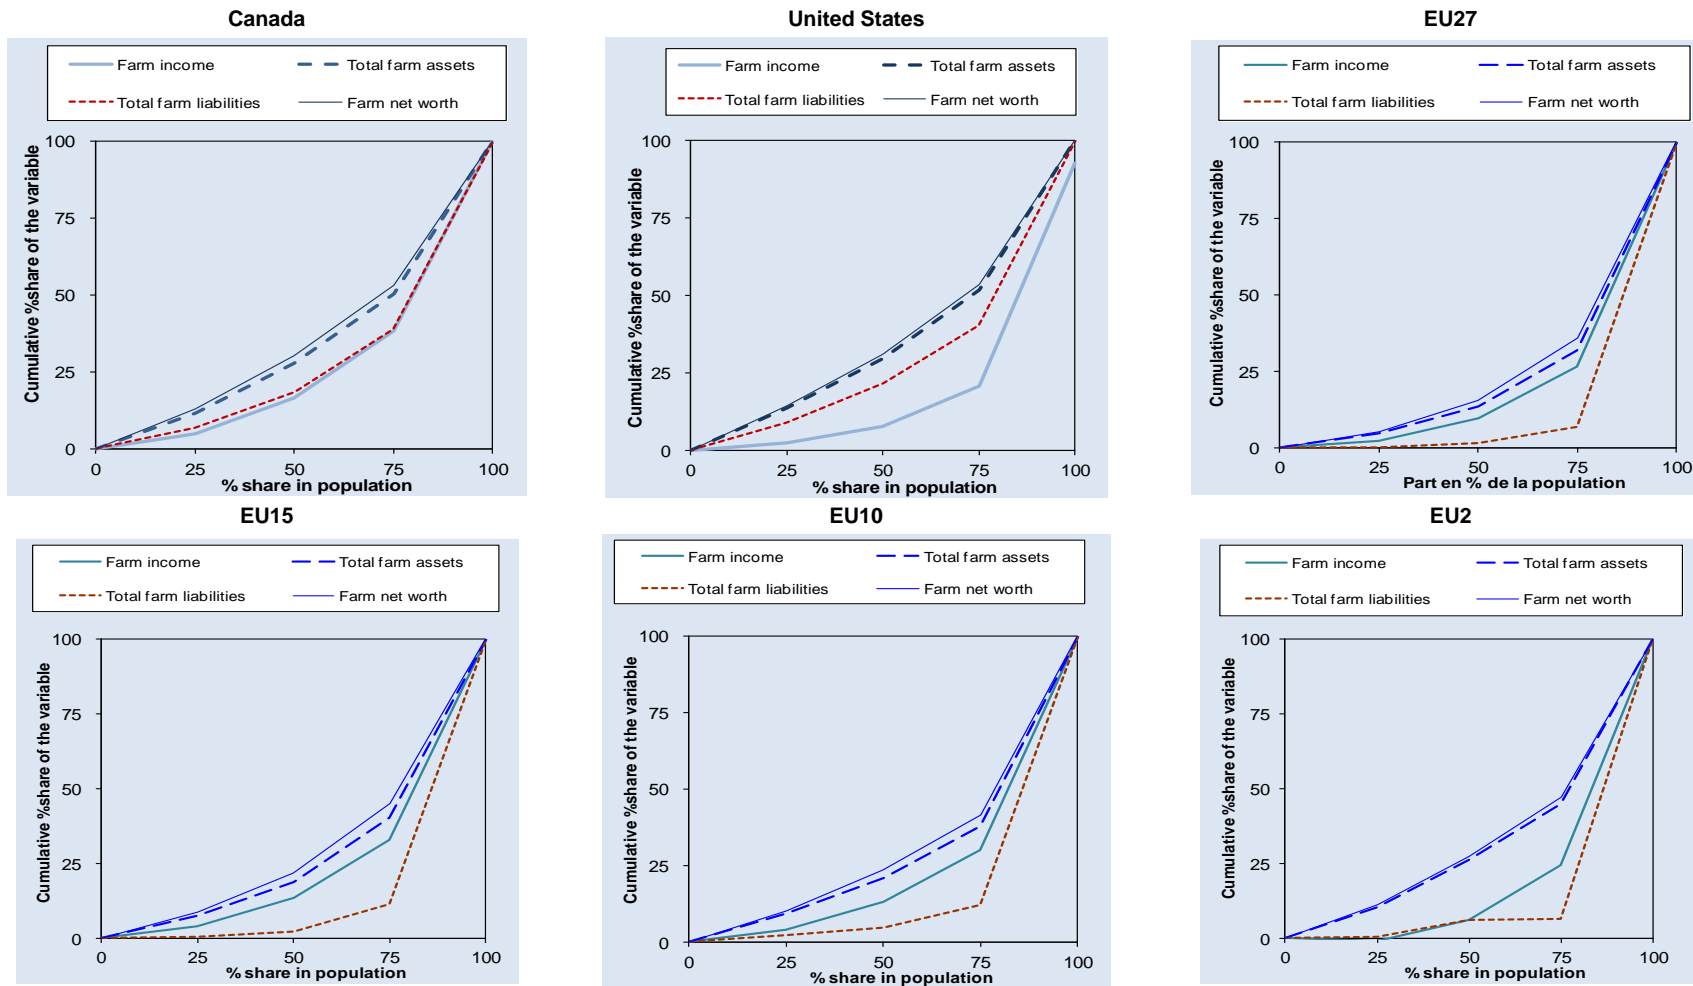 Canada
Farm income
Total farm assets
Total farm liabilities
Farm net worth
Cumulative %share of the variable
100
75
50
25
0
0
25
50
75
100
% share in population
United States
Farm income
Total farm assets
Total farm liabilities
Farm net worth
Cumulative %share of the variable
100
75
50
25
0
0
25
50
75
100
% share in population
EU27
Farm income
Total farm assets
Total farm liabilities
Farm net worth
Cumulative %share of the variable
100
75
50
25
0
0
25
50
75
100
Part en % de la population
EU15
Farm income
Total farm assets
Total farm liabilities
Farm net worth
Cumulative %share of the variable
100
75
50
25
0
0
25
50
75
100
% share in population
EU10
Farm income
Total farm assets
Total farm liabilities
Farm net worth
Cumulative %share of the variable
100
75
50
25
0
0
25
50
75
100
% share in population
EU2
Farm income
Total farm assets
Total farm liabilities
Farm net worth
Cumulative %share of the variable
100
75
50
25
0
0
25
50
75
100
% share in population